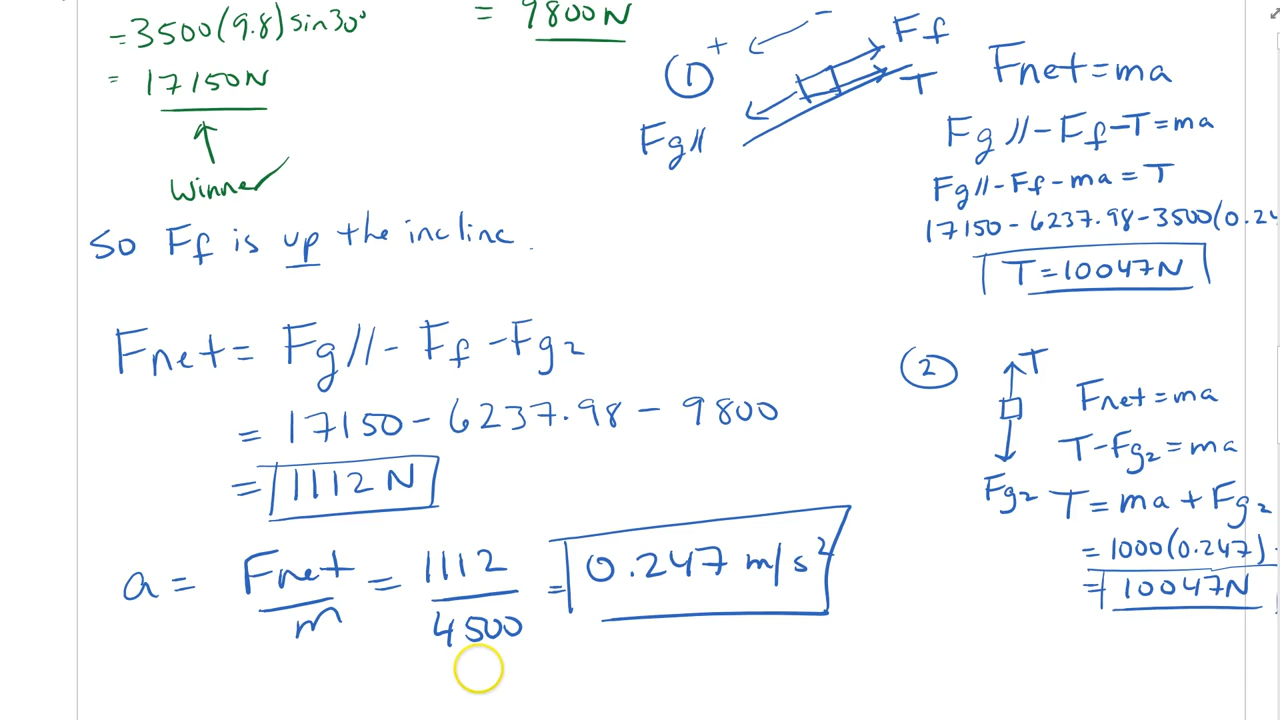 =3500(9.8)sin30°
= 9800N
= 17150N
Winner
So Ff is up the incline.
Fnet = Fg// - Ff - Fg2
= 17150 - 6237.98 - 9800
= 1112 N
a = Fnet/m = 1112/4500 = 0.247 m/s²
① + -
Ff
T
Fg//
Fnet = ma
Fg// - Ff - T = ma
Fg// - Ff - ma = T
17150 - 6237.98 - 3500(0.24
T = 10047N
②
T
Fg2
Fnet = ma
T - Fg2 = ma
T = ma + Fg2
= 1000(0.247)
= 10047N